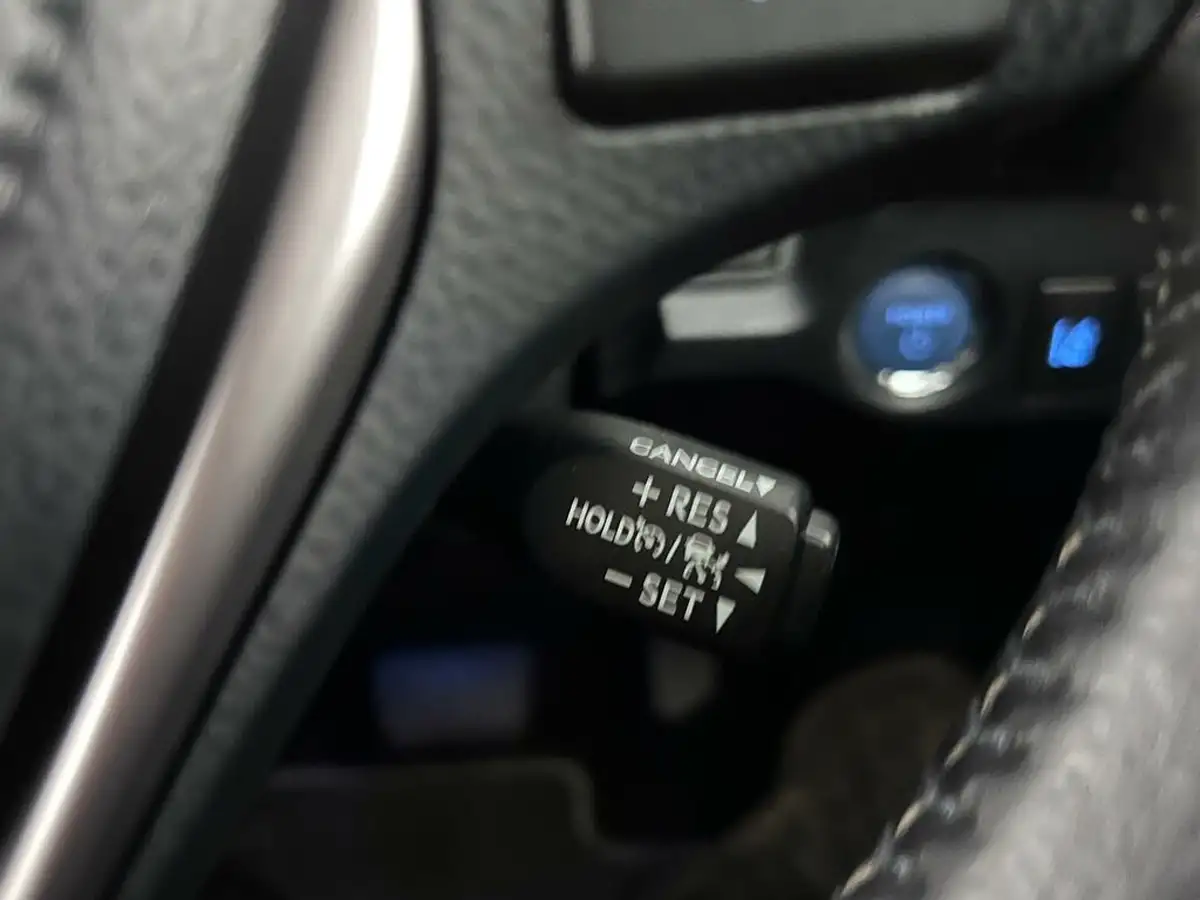 CANCEL▼
+ RES ▲
HOLD / ◀
− SET ▼